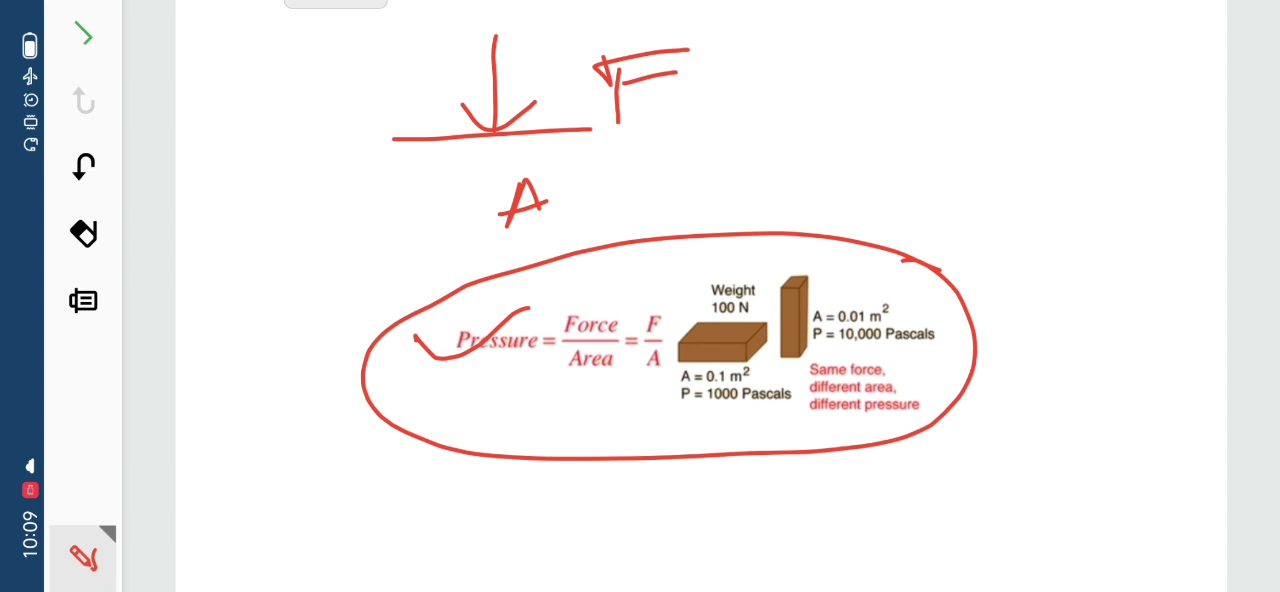 F
A
Pressure = Force / Area = F / A
Weight
100 N
A = 0.1 m²
P = 1000 Pascals
A = 0.01 m²
P = 10,000 Pascals
Same force,
different area,
different pressure
10:09